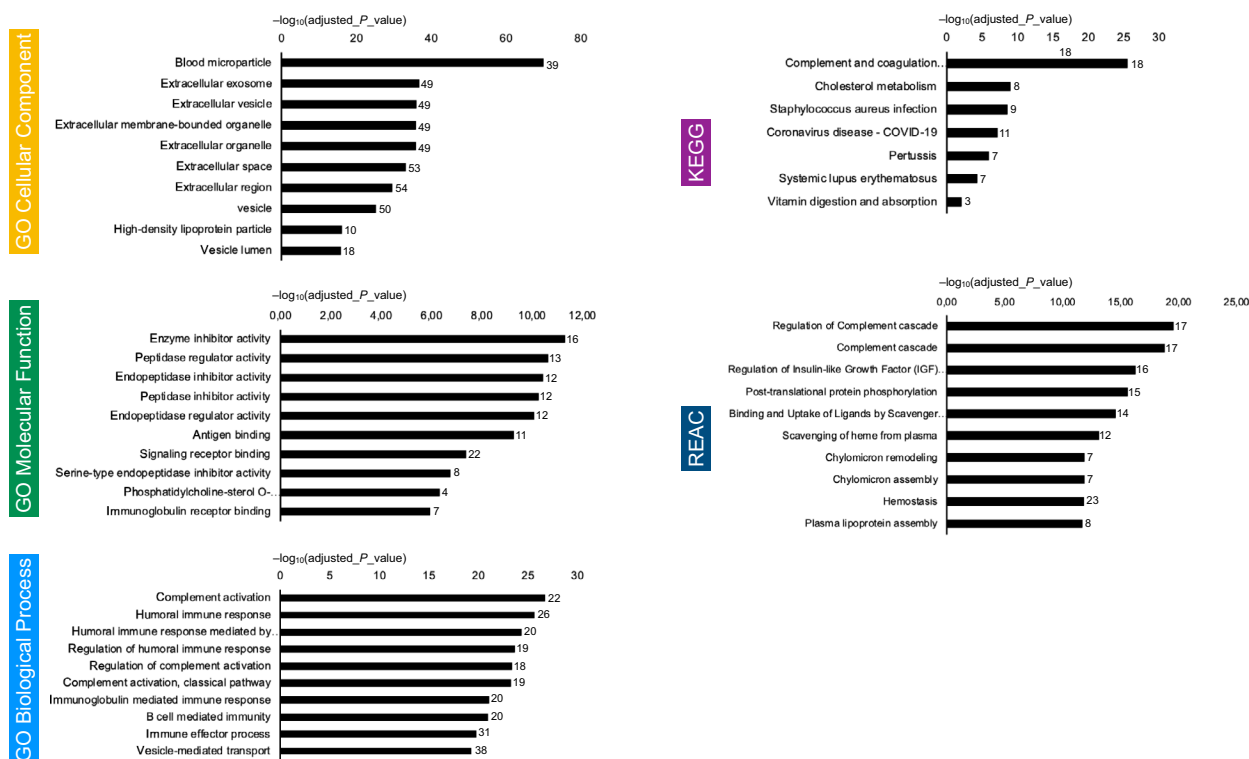 GO Cellular Component
–log10(adjusted_P_value)
0 20 40 60 80
Blood microparticle 39
Extracellular exosome 49
Extracellular vesicle 49
Extracellular membrane-bounded organelle 49
Extracellular organelle 49
Extracellular space 53
Extracellular region 54
vesicle 50
High-density lipoprotein particle 10
Vesicle lumen 18
GO Molecular Function
–log10(adjusted_P_value)
0,00 2,00 4,00 6,00 8,00 10,00 12,00
Enzyme inhibitor activity 16
Peptidase regulator activity 13
Endopeptidase inhibitor activity 12
Peptidase inhibitor activity 12
Endopeptidase regulator activity 12
Antigen binding 11
Signaling receptor binding 22
Serine-type endopeptidase inhibitor activity 8
Phosphatidylcholine-sterol O-... 4
Immunoglobulin receptor binding 7
GO Biological Process
–log10(adjusted_P_value)
0 5 10 15 20 25 30
Complement activation 22
Humoral immune response 26
Humoral immune response mediated by... 20
Regulation of humoral immune response 19
Regulation of complement activation 18
Complement activation, classical pathway 19
Immunoglobulin mediated immune response 20
B cell mediated immunity 20
Immune effector process 31
Vesicle-mediated transport 38
KEGG
–log10(adjusted_P_value)
0 5 10 15 20 25 30
18
Complement and coagulation... 18
Cholesterol metabolism 8
Staphylococcus aureus infection 9
Coronavirus disease - COVID-19 11
Pertussis 7
Systemic lupus erythematosus 7
Vitamin digestion and absorption 3
REAC
–log10(adjusted_P_value)
0,00 5,00 10,00 15,00 20,00 25,00
Regulation of Complement cascade 17
Complement cascade 17
Regulation of Insulin-like Growth Factor (IGF)... 16
Post-translational protein phosphorylation 15
Binding and Uptake of Ligands by Scavenger... 14
Scavenging of heme from plasma 12
Chylomicron remodeling 7
Chylomicron assembly 7
Hemostasis 23
Plasma lipoprotein assembly 8